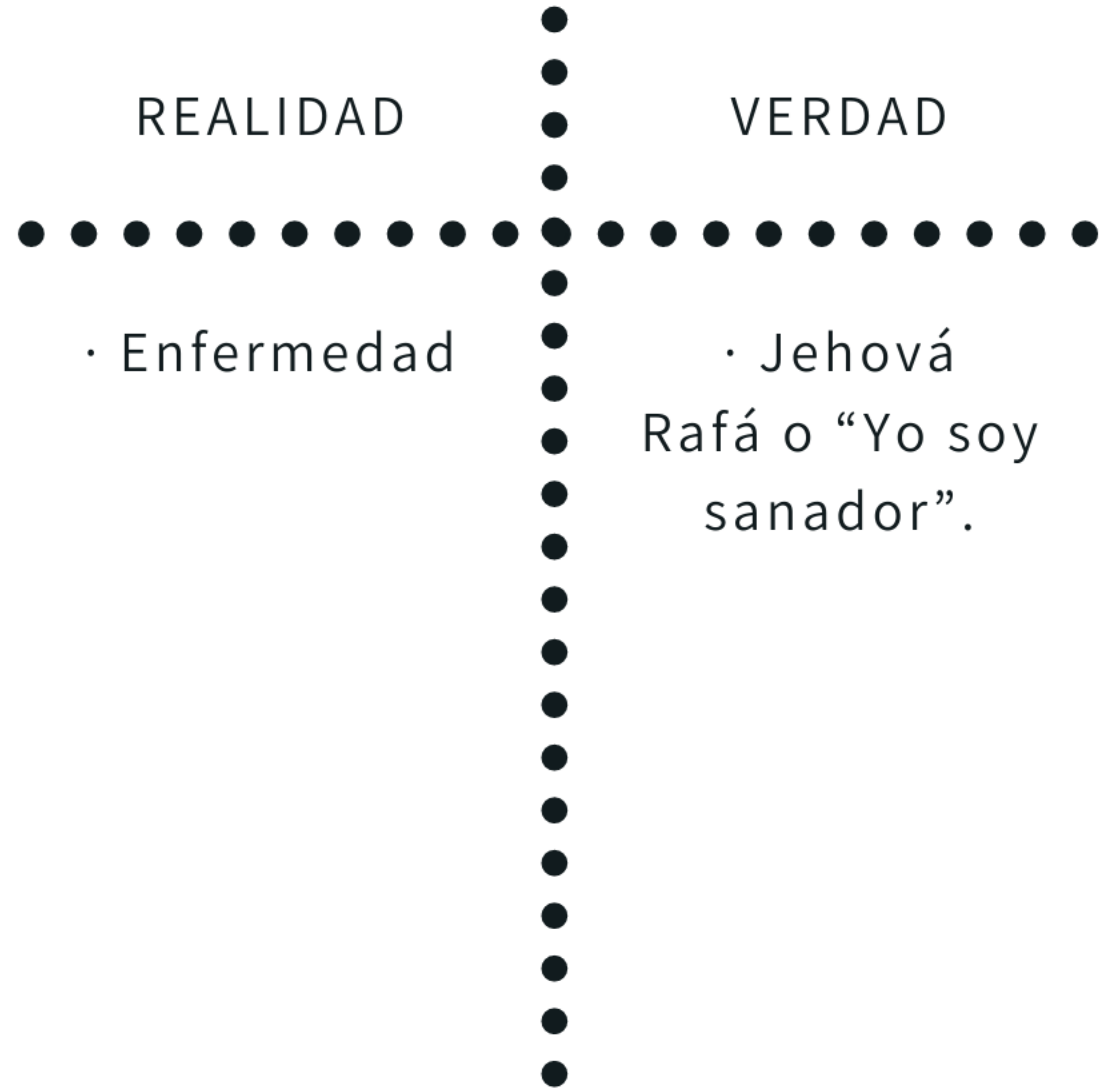 REALIDAD
VERDAD
· Enfermedad
· Jehová
Rafá o “Yo soy
sanador”.